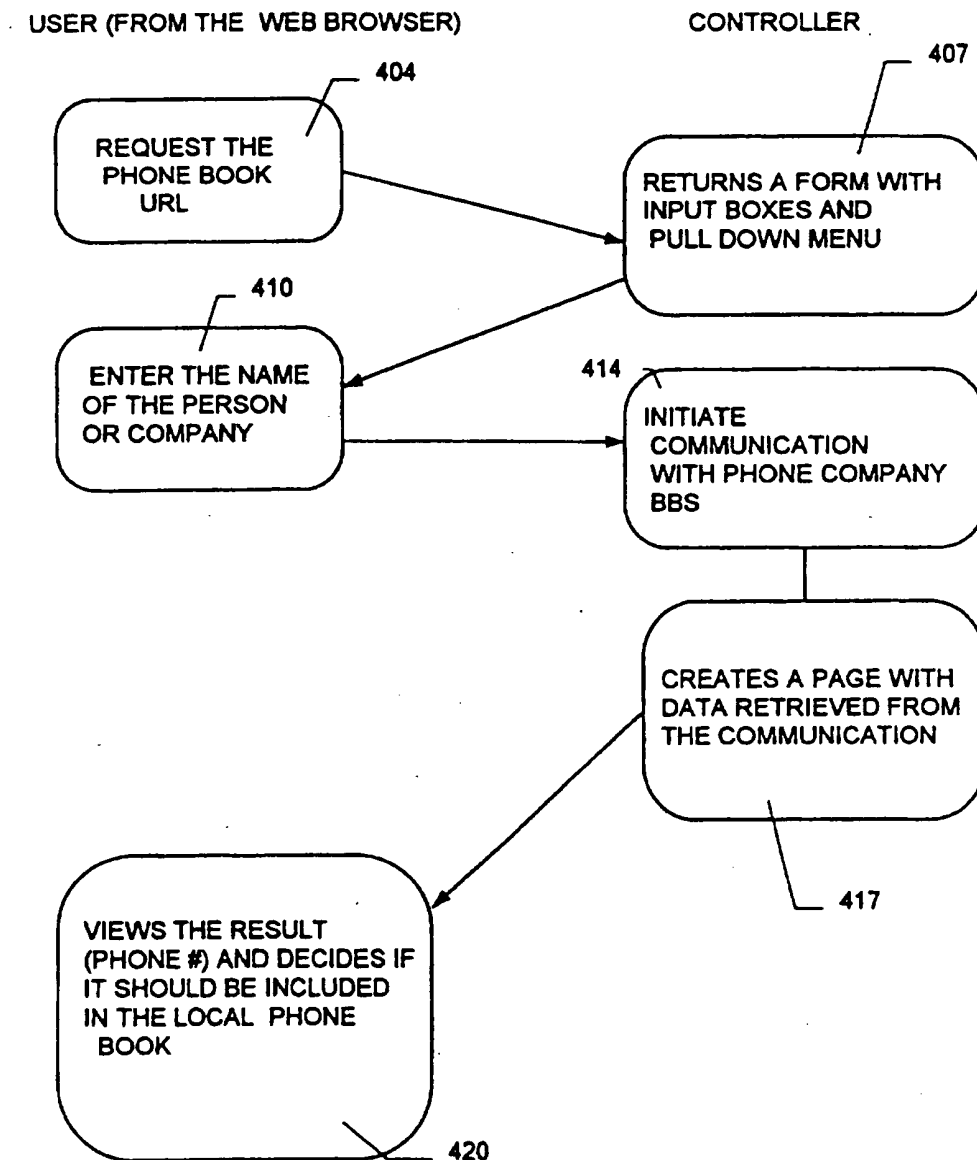 USER (FROM THE WEB BROWSER)
CONTROLLER
404
407
REQUEST THE
PHONE BOOK
URL
RETURNS A FORM WITH
INPUT BOXES AND
PULL DOWN MENU
410
ENTER THE NAME
OF THE PERSON
OR COMPANY
414
INITIATE
COMMUNICATION
WITH PHONE COMPANY
BBS
CREATES A PAGE WITH
DATA RETRIEVED FROM
THE COMMUNICATION
417
VIEWS THE RESULT
(PHONE #) AND DECIDES IF
IT SHOULD BE INCLUDED
IN THE LOCAL PHONE
BOOK
420